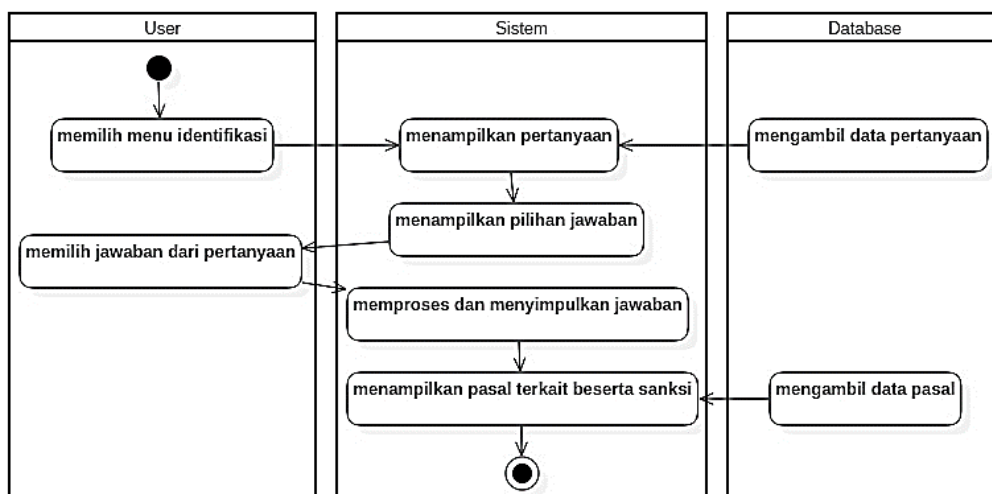 User
Sistem
Database
memilih menu identifikasi
menampilkan pertanyaan
mengambil data pertanyaan
menampilkan pilihan jawaban
memilih jawaban dari pertanyaan
memproses dan menyimpulkan jawaban
menampilkan pasal terkait beserta sanksi
mengambil data pasal